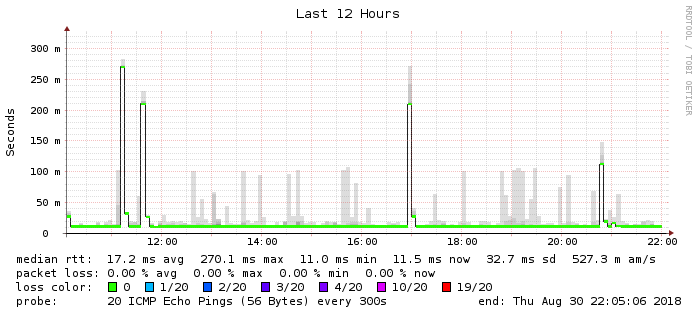 Last 12 Hours
RRDTOOL / TOBI OETIKER
Seconds
300 m
250 m
200 m
150 m
100 m
50 m
0
12:00 14:00 16:00 18:00 20:00 22:00
median rtt: 17.2 ms avg 270.1 ms max 11.0 ms min 11.5 ms now 32.7 ms sd 527.3 m am/s
packet loss: 0.00 % avg 0.00 % max 0.00 % min 0.00 % now
loss color: 0 1/20 2/20 3/20 4/20 10/20 19/20
probe: 20 ICMP Echo Pings (56 Bytes) every 300s end: Thu Aug 30 22:05:06 2018